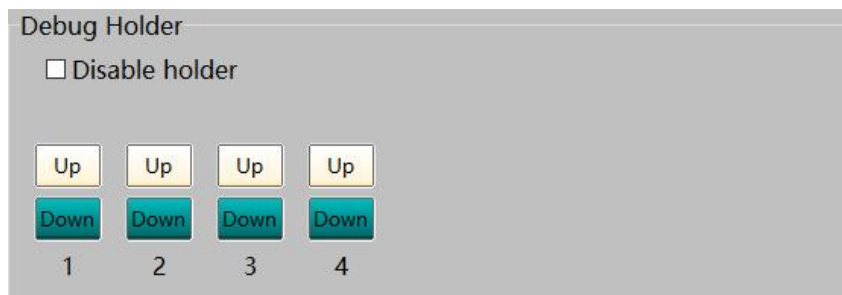 Debug Holder
Disable holder
Up Up Up Up
Down Down Down Down
1 2 3 4